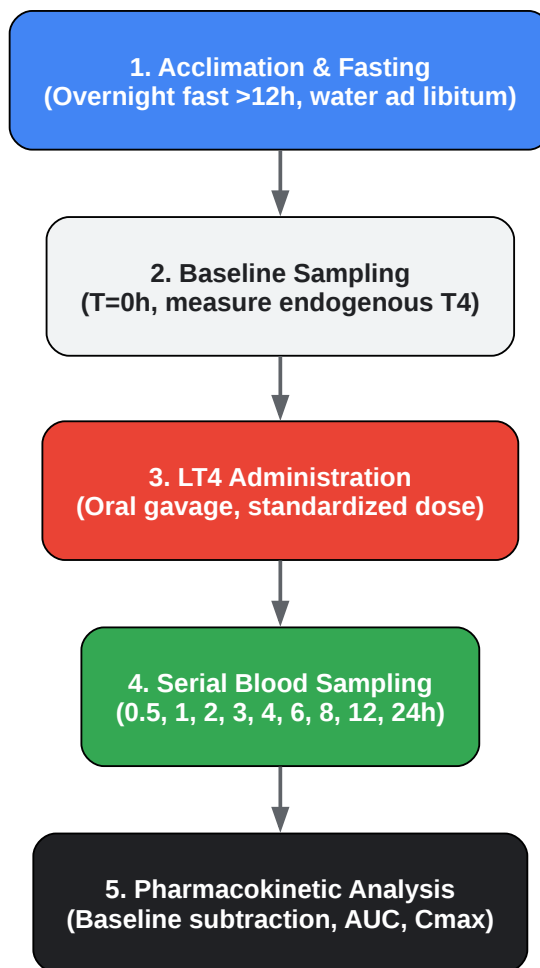 1. Acclimation & Fasting
(Overnight fast >12h, water ad libitum)
2. Baseline Sampling
(T=0h, measure endogenous T4)
3. LT4 Administration
(Oral gavage, standardized dose)
4. Serial Blood Sampling
(0.5, 1, 2, 3, 4, 6, 8, 12, 24h)
5. Pharmacokinetic Analysis
(Baseline subtraction, AUC, Cmax)